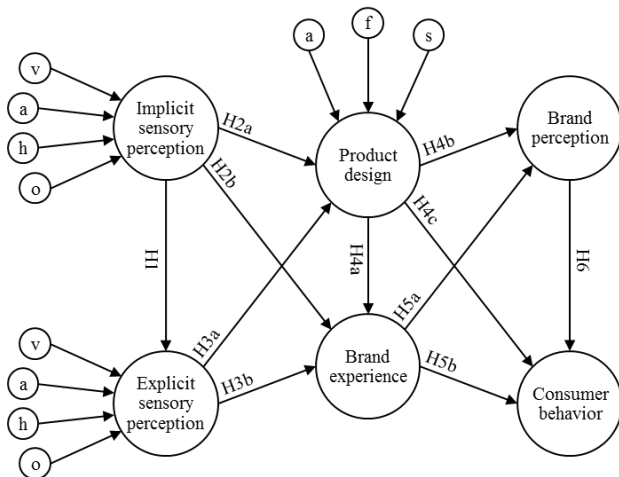 a
f
s
v
a
h
o
Implicit
sensory
perception
H2a
H2b
Product
design
H4b
H4c
Brand
perception
H1
H4a
H6
v
a
h
o
Explicit
sensory
perception
H3a
H3b
Brand
experience
H5a
H5b
Consumer
behavior